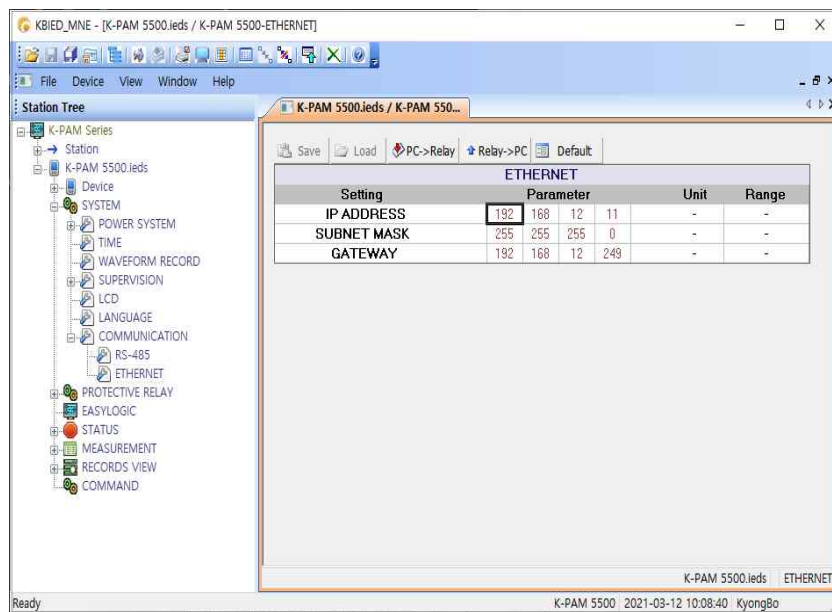 KBIED_MNE - [K-PAM 5500.ieds / K-PAM 5500-ETHERNET]
File Device View Window Help
Station Tree
K-PAM 5500.ieds / K-PAM 550...
K-PAM Series
Station
K-PAM 5500.ieds
Device
SYSTEM
POWER SYSTEM
TIME
WAVEFORM RECORD
SUPERVISION
LCD
LANGUAGE
COMMUNICATION
RS-485
ETHERNET
PROTECTIVE RELAY
EASYLOGIC
STATUS
MEASUREMENT
RECORDS VIEW
COMMAND
Save Load PC->Relay Relay->PC Default
ETHERNET
Setting Parameter Unit Range
IP ADDRESS 192 168 12 11 - -
SUBNET MASK 255 255 255 0 - -
GATEWAY 192 168 12 249 - -
K-PAM 5500.ieds ETHERNET
Ready K-PAM 5500 2021-03-12 10:08:40 KyongBo